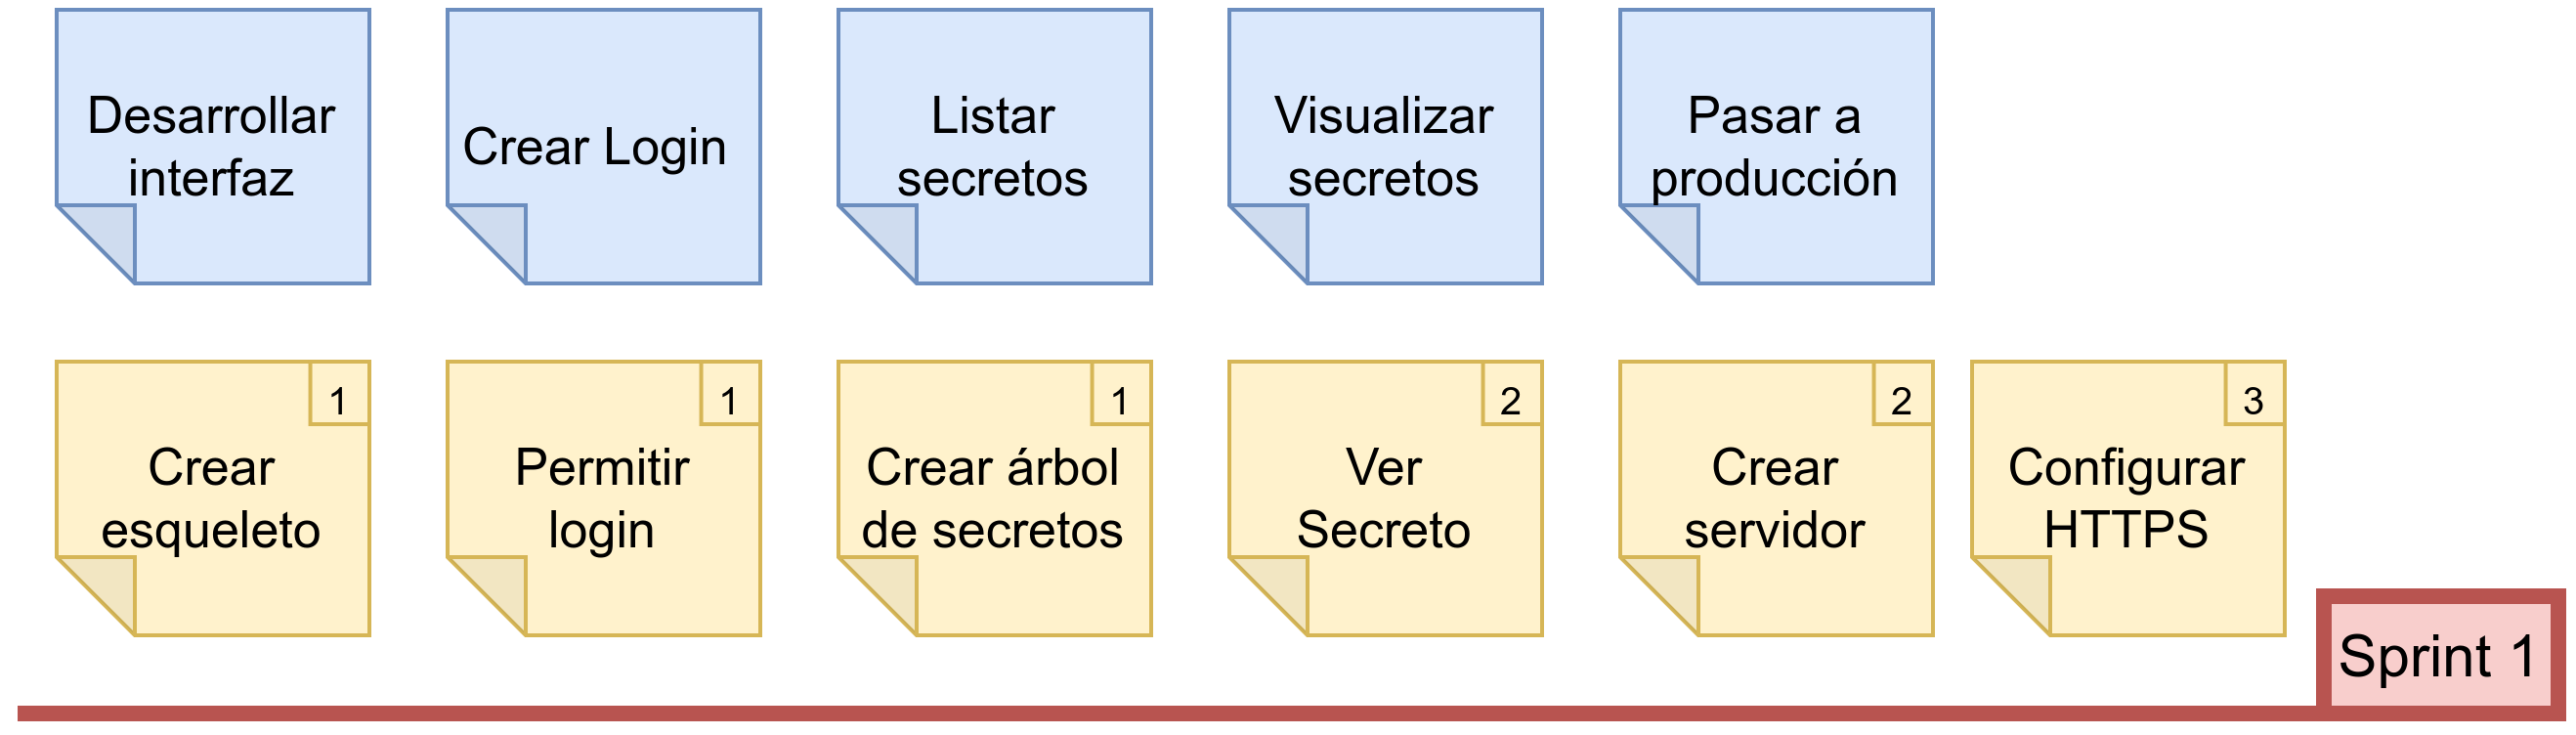 Desarrollar
interfaz
Crear Login
Listar
secretos
Visualizar
secretos
Pasar a
producción
1
Crear
esqueleto
1
Permitir
login
1
Crear árbol
de secretos
2
Ver
Secreto
2
Crear
servidor
3
Configurar
HTTPS
Sprint 1